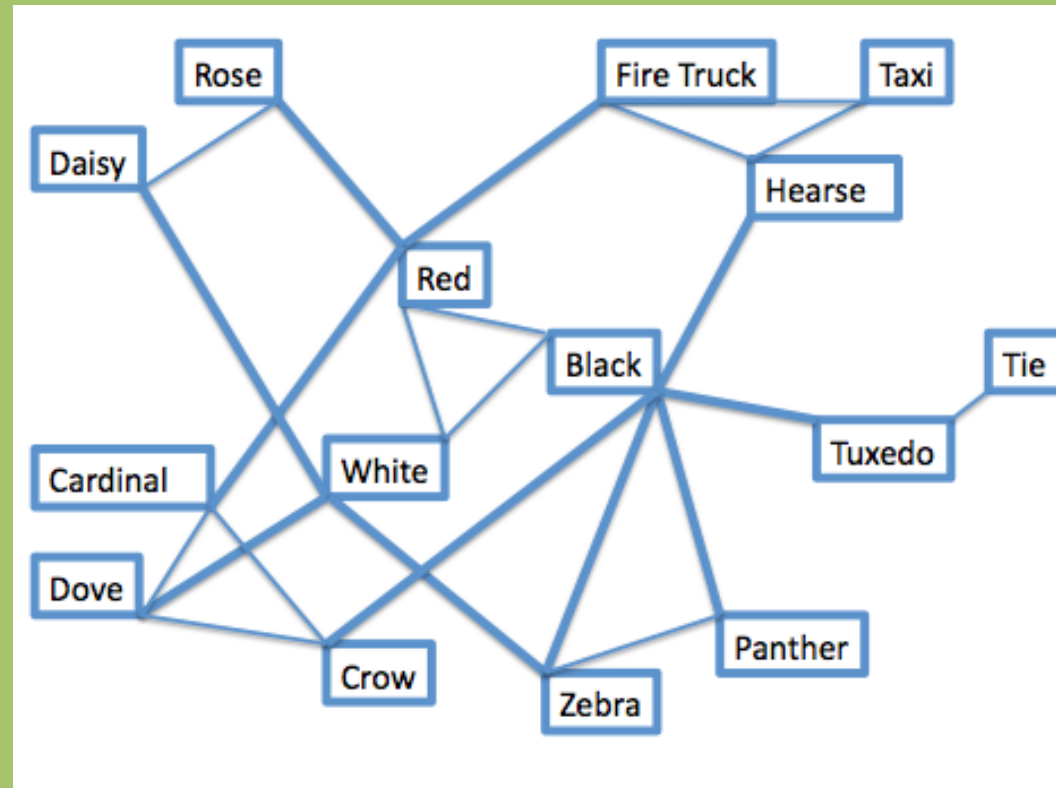 Rose
Fire Truck
Taxi
Daisy
Hearse
Red
Black
Tie
White
Tuxedo
Cardinal
Dove
Panther
Crow
Zebra